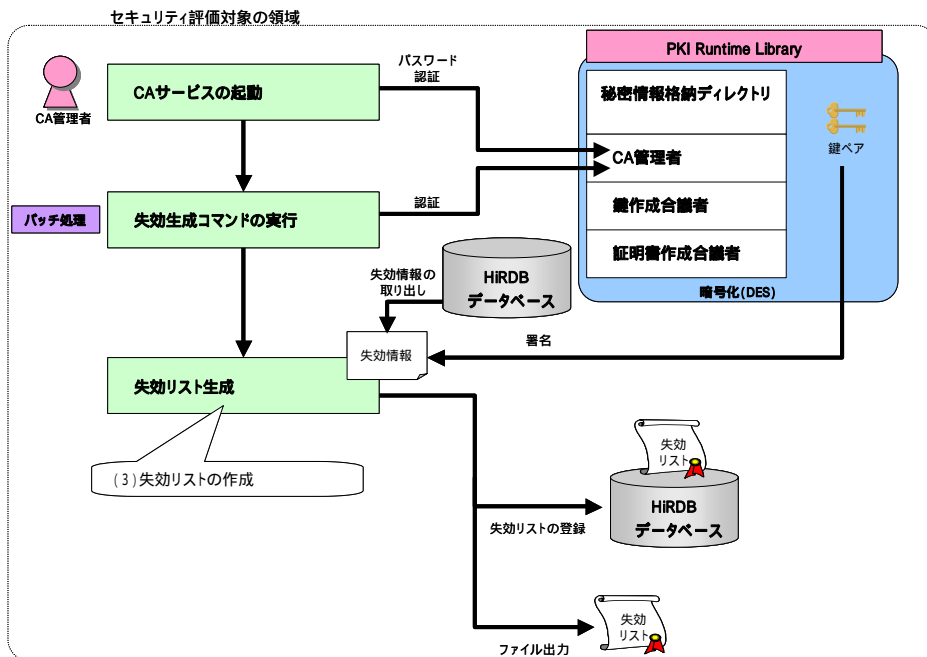 セキュリティ評価対象の領域
PKI Runtime Library
CA管理者
CAサービスの起動
パスワード
認証
秘密情報格納ディレクトリ
CA管理者
鍵作成合議者
証明書作成合議者
鍵ペア
暗号化(DES)
バッチ処理
失効生成コマンドの実行
認証
失効情報の
取り出し
HiRDB
データベース
失効情報
署名
失効リスト生成
(3)失効リストの作成
失効
リスト
HiRDB
データベース
失効リストの登録
失効
リスト
ファイル出力